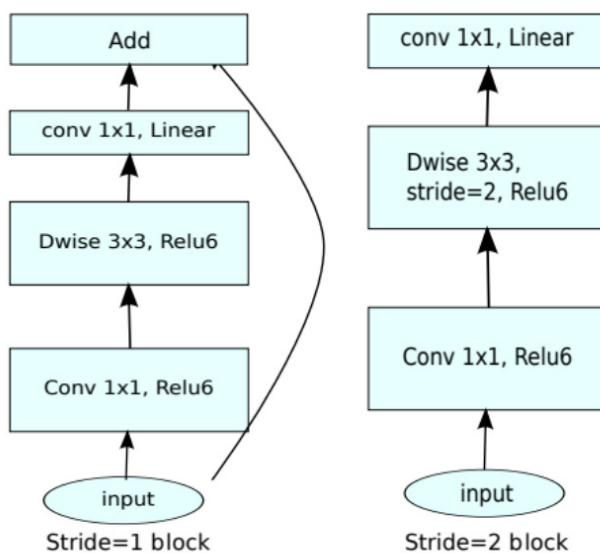 Add
conv 1x1, Linear
Dwise 3x3, Relu6
Conv 1x1, Relu6
input
Stride=1 block
conv 1x1, Linear
Dwise 3x3,
stride=2, Relu6
Conv 1x1, Relu6
input
Stride=2 block